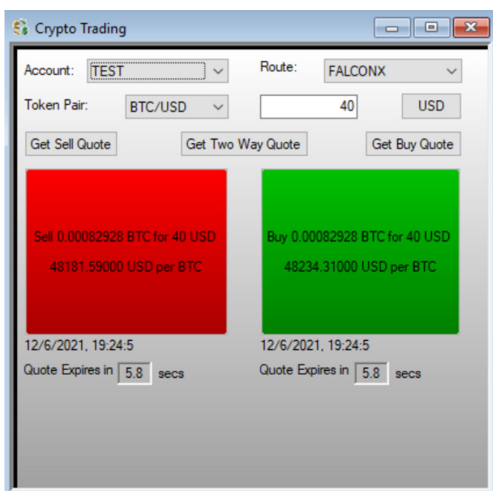 Crypto Trading
Account: TEST Route: FALCONX
Token Pair: BTC/USD 40 USD
Get Sell Quote Get Two Way Quote Get Buy Quote
Sell 0.00082928 BTC for 40 USD Buy 0.00082928 BTC for 40 USD
48181.59000 USD per BTC 48234.31000 USD per BTC
12/6/2021, 19:24:5 12/6/2021, 19:24:5
Quote Expires in 5.8 secs Quote Expires in 5.8 secs